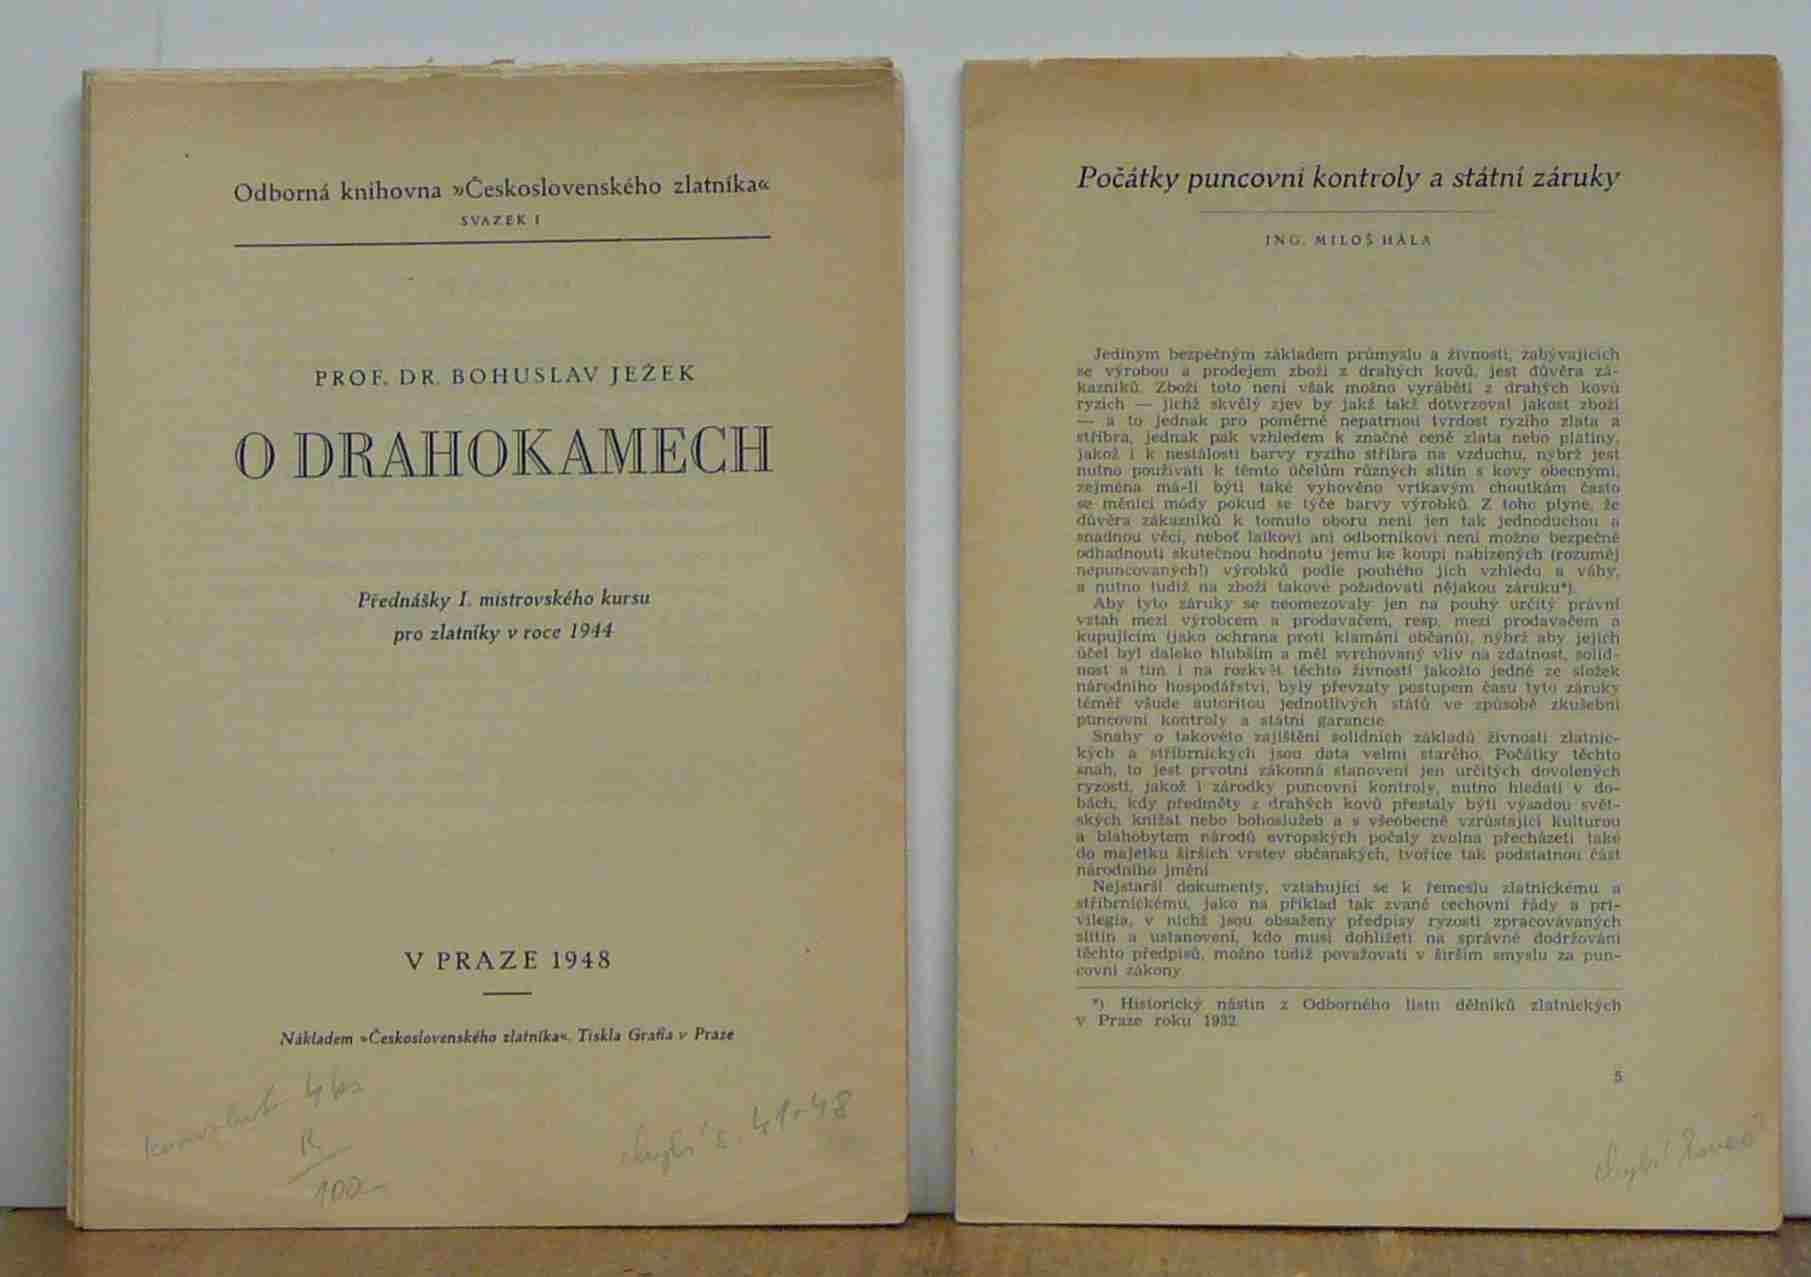 Odborná knihovna »Československého zlatníka«
SVAZEK I
PROF. DR. BOHUSLAV JEŽEK
O DRAHOKAMECH
Přednášky I. mistrovského kursu
pro zlatníky v roce 1944
V PRAZE 1948
Nákladem »Československého zlatníka«. Tiskla Grafia v Praze
konvolut 4 ks
R
100-
chybí s. 41-48
Počátky puncovní kontroly a státní záruky
ING. MILOŠ HÁLA
Jediným bezpečným základem průmyslu a živností, zabývajících
se výrobou a prodejem zboží z drahých kovů, jest důvěra zá-
kazníků. Zboží toto není však možno vyráběti z drahých kovů
ryzích — jichž skvělý zjev by jakž takž dotvrzoval jakost zboží
— a to jednak pro poměrně nepatrnou tvrdost ryzího zlata a
stříbra, jednak pak vzhledem k značné ceně zlata nebo platiny,
jakož i k nestálosti barvy ryzího stříbra na vzduchu, nýbrž jest
nutno používati k těmto účelům různých slitin s kovy obecnými,
zejména má-li býti také vyhověno vrtkavým choutkám často
se měnící módy pokud se týče barvy výrobků. Z toho plyne, že
důvěra zákazníků k tomuto oboru není jen tak jednoduchou a
snadnou věcí, neboť laikovi ani odborníkovi není možno bezpečně
odhadnouti skutečnou hodnotu jemu ke koupi nabízených (rozuměj
nepuncovaných!) výrobků podle pouhého jich vzhledu a váhy,
a nutno tudíž na zboží takové požadovati nějakou záruku*).
Aby tyto záruky se neomezovaly jen na pouhý určitý právní
vztah mezi výrobcem a prodavačem, resp. mezi prodavačem a
kupujícím (jako ochrana proti klamání občanů), nýbrž aby jejich
účel byl daleko hlubším a měl svrchovaný vliv na zdatnost, solid-
nost a tím i na rozkvět těchto živností jakožto jedné ze složek
národního hospodářství, byly převzaty postupem času tyto záruky
téměř všude autoritou jednotlivých států ve způsobě zkušební
puncovní kontroly a státní garancie.
Snahy o takovéto zajištění solidních základů živností zlatnic-
kých a stříbrnických jsou data velmi starého. Počátky těchto
snah, to jest prvotní zákonná stanovení jen určitých dovolených
ryzostí, jakož i zárodky puncovní kontroly, nutno hledati v do-
bách, kdy předměty z drahých kovů přestaly býti výsadou svět-
ských knížat nebo bohoslužeb a s všeobecně vzrůstající kulturou
a blahobytem národů evropských počaly zvolna přecházeti také
do majetku širších vrstev občanských, tvoříce tak podstatnou část
národního jmění.
Nejstarší dokumenty, vztahující se k řemeslu zlatnickému a
stříbrnickému, jako na příklad tak zvané cechovní řády a pri-
vilegia, v nichž jsou obsaženy předpisy ryzosti zpracovávaných
slitin a ustanovení, kdo musí dohlížeti na správné dodržování
těchto předpisů, možno tudíž považovati v širším smyslu za pun-
covní zákony.
*) Historický nástin z Odborného listu dělníků zlatnických
v Praze roku 1932.
5
chybí